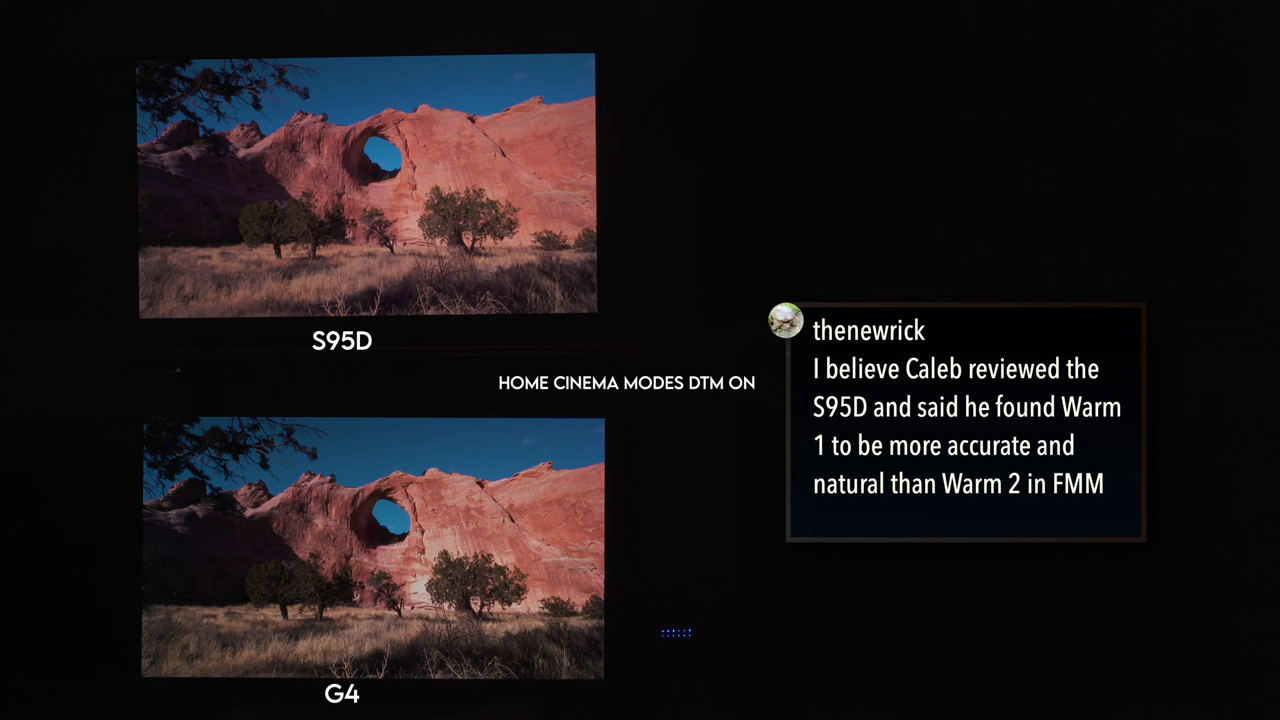 S95D
HOME CINEMA MODES DTM ON
G4
thenewrick
I believe Caleb reviewed the
S95D and said he found Warm
1 to be more accurate and
natural than Warm 2 in FMM